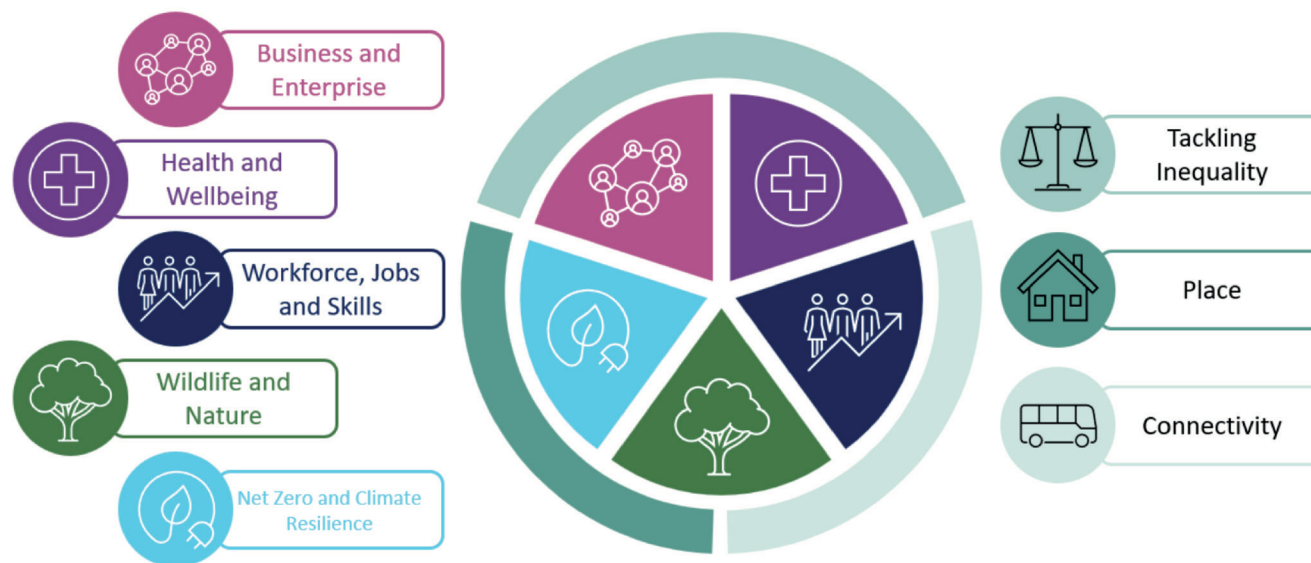 Business and
Enterprise
Health and
Wellbeing
Workforce, Jobs
and Skills
Wildlife and
Nature
Net Zero and Climate
Resilience
Tackling
Inequality
Place
Connectivity